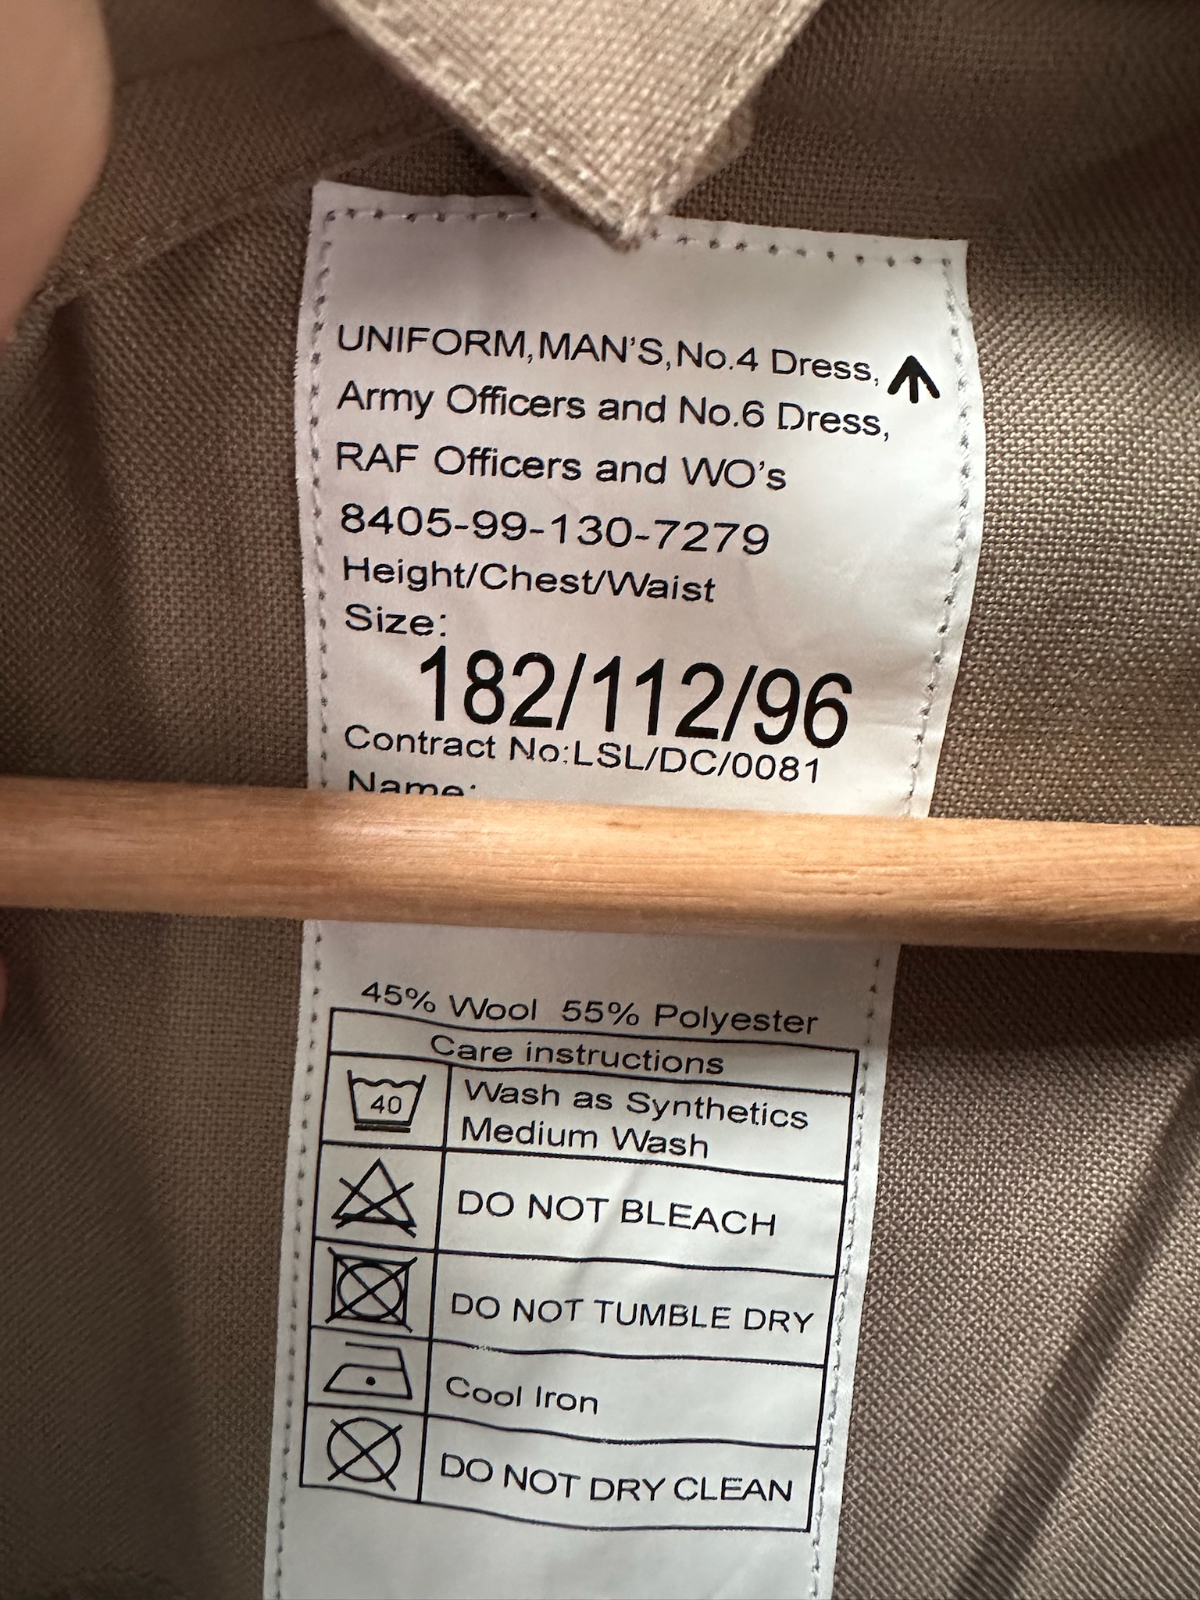 UNIFORM,MAN'S,No.4 Dress,
Army Officers and No.6 Dress,
RAF Officers and WO's
8405-99-130-7279
Height/Chest/Waist
Size:
182/112/96
Contract No:LSL/DC/0081
Name:
45% Wool 55% Polyester
Care instructions
40
Wash as Synthetics
Medium Wash
DO NOT BLEACH
DO NOT TUMBLE DRY
Cool Iron
DO NOT DRY CLEAN